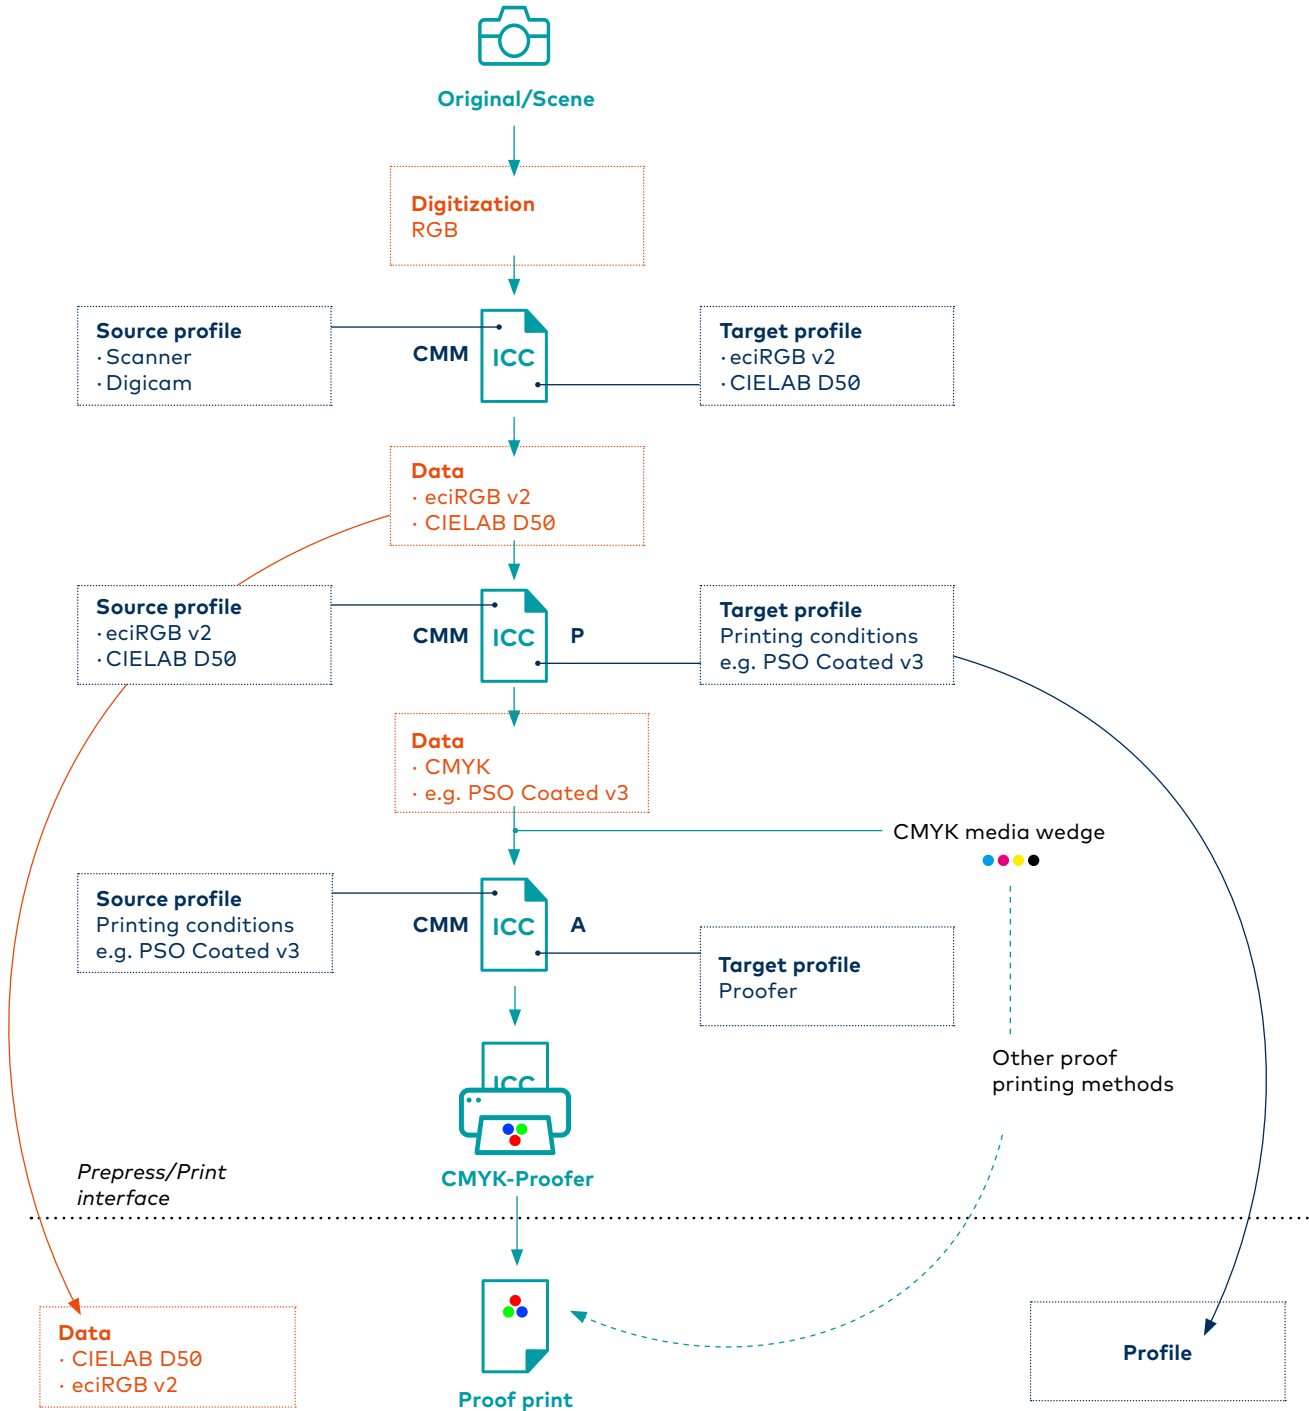 Original/Scene
Digitization
RGB
Source profile
· Scanner
· Digicam
CMM
ICC
Target profile
· eciRGB v2
· CIELAB D50
Data
· eciRGB v2
· CIELAB D50
Source profile
· eciRGB v2
· CIELAB D50
CMM
ICC
P
Target profile
Printing conditions
e.g. PSO Coated v3
Data
· CMYK
· e.g. PSO Coated v3
CMYK media wedge
Source profile
Printing conditions
e.g. PSO Coated v3
CMM
ICC
A
Target profile
Proofer
Other proof
printing methods
ICC
CMYK-Proofer
Prepress/Print
interface
Data
· CIELAB D50
· eciRGB v2
Proof print
Profile